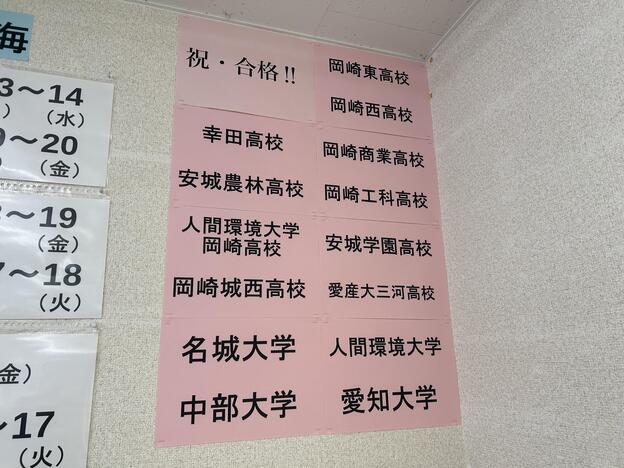 海
3～14
（水）
9～20
（金）
～19
（金）
7～18
（火）
金）
～17
（火）
祝・合格!!
岡崎東高校
岡崎西高校
幸田高校
安城農林高校
岡崎商業高校
岡崎工科高校
人間環境大学
岡崎高校
岡崎城西高校
安城学園高校
愛産大三河高校
名城大学
中部大学
人間環境大学
愛知大学